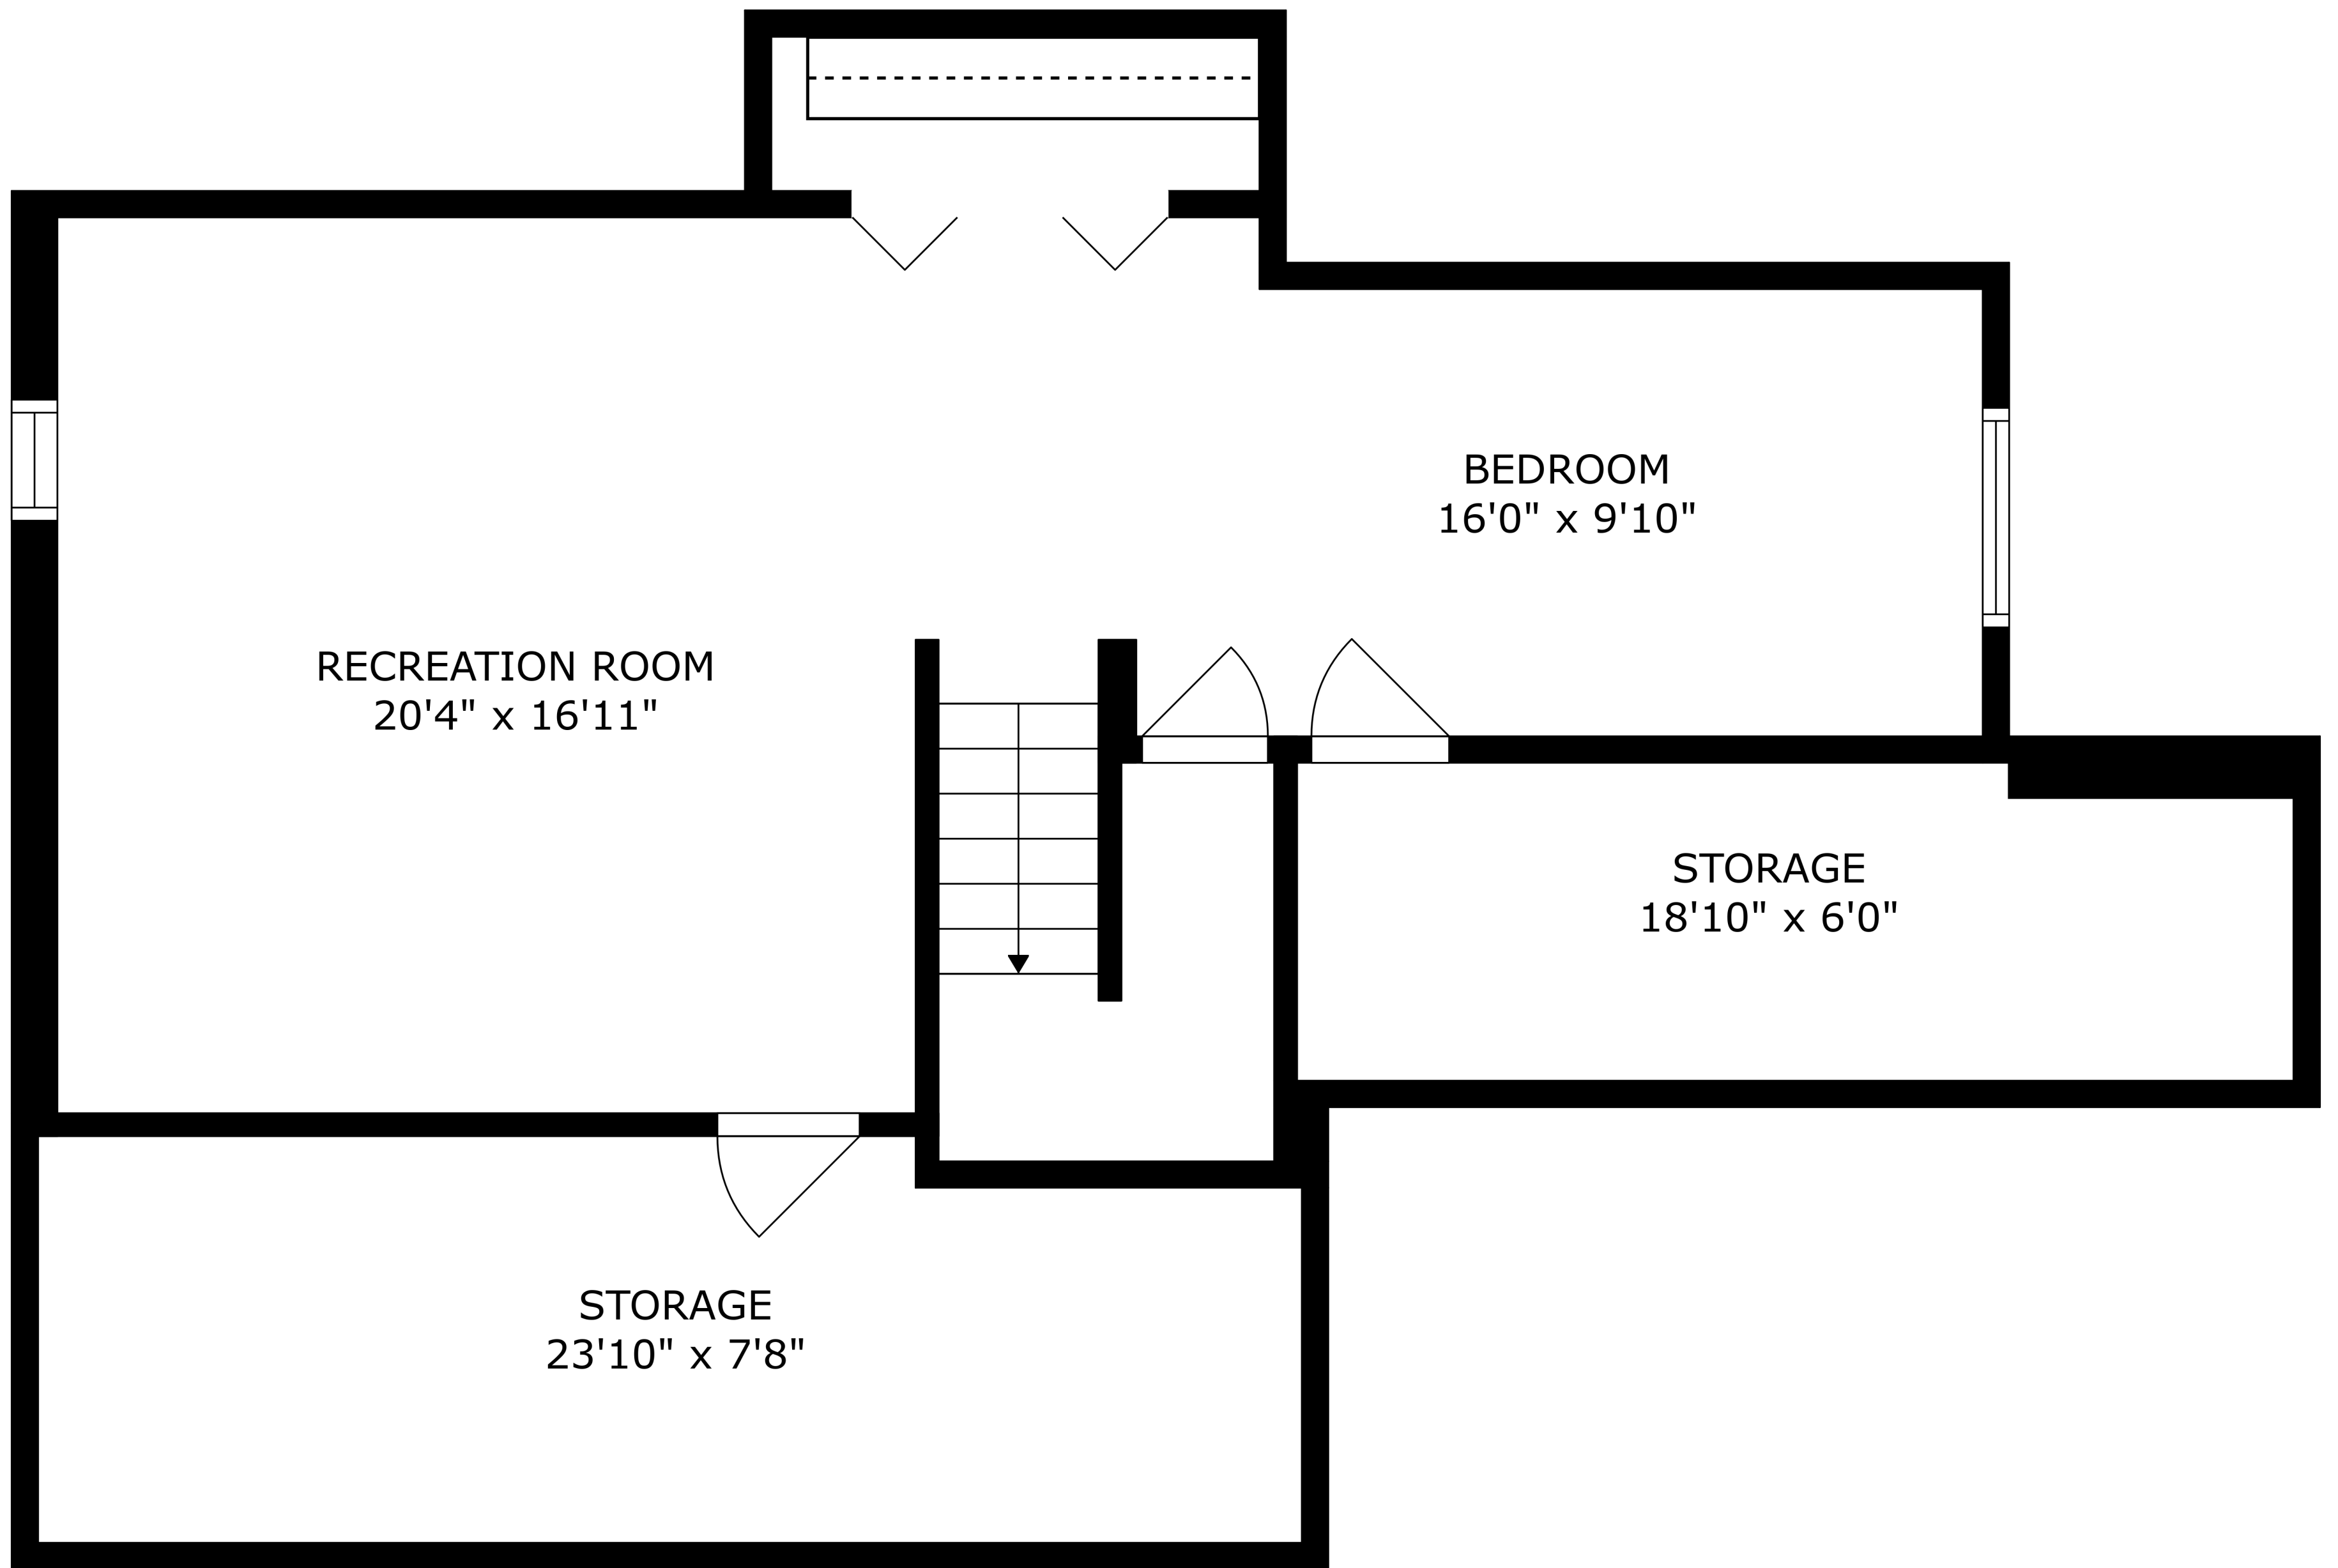 BEDROOM
16'0" x 9'10"
RECREATION ROOM
20'4" x 16'11"
STORAGE
18'10" x 6'0"
STORAGE
23'10" x 7'8"